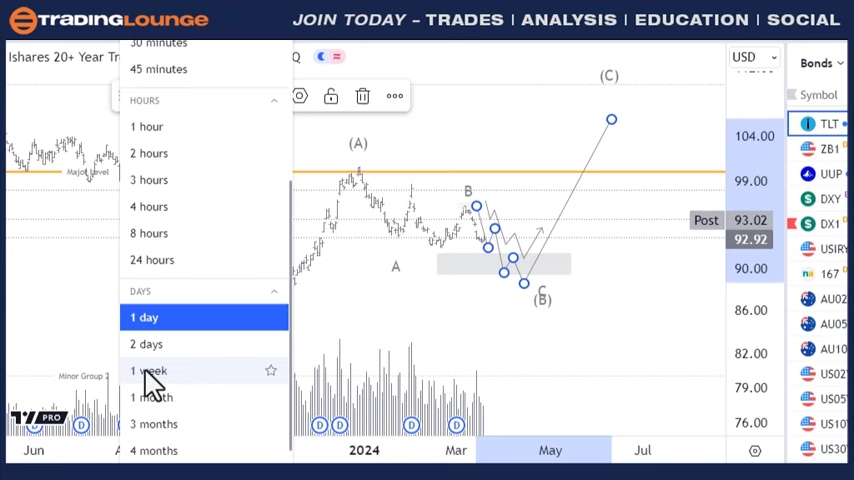 TRADINGLOUNGE
JOIN TODAY - TRADES | ANALYSIS | EDUCATION | SOCIAL
30 minutes
Ishares 20+ Year Tr
Q
USD
Bonds
45 minutes
112.00
(C)
Symbol
HOURS
1 hour
TLT
104.00
(A)
2 hours
ZB1
Major Level
UUP
3 hours
99.00
B
DXY
4 hours
Post
93.02
DX1
8 hours
92.92
USIRY
24 hours
A
90.00
167
DAYS
C
(B)
AU02
1 day
86.00
AU05
2 days
AU10
82.00
1 week
US02
Minor Group 2
79.00
1 month
US05
PRO
3 months
76.00
US10
D
D
D
D
D
D
4 months
US30
Jun
2024
Mar
May
Jul